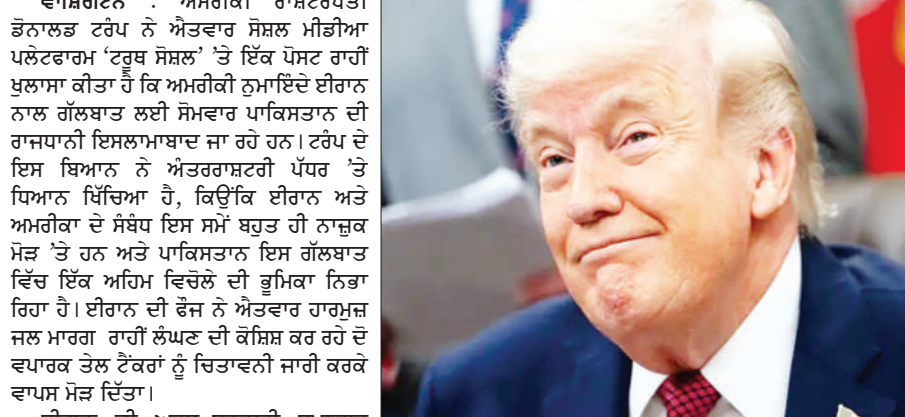 ਵਾਸ਼ਿੰਗਟਨ : ਅਮਰੀਕੀ ਰਾਸ਼ਟਰਪਤੀ
ਡੋਨਾਲਡ ਟਰੰਪ ਨੇ ਐਤਵਾਰ ਸੋਸ਼ਲ ਮੀਡੀਆ
ਪਲੇਟਫਾਰਮ ‘ਟਰੂਥ ਸੋਸ਼ਲ’ ’ਤੇ ਇੱਕ ਪੋਸਟ ਰਾਹੀਂ
ਖੁਲਾਸਾ ਕੀਤਾ ਹੈ ਕਿ ਅਮਰੀਕੀ ਨੁਮਾਇੰਦੇ ਈਰਾਨ
ਨਾਲ ਗੱਲਬਾਤ ਲਈ ਸੋਮਵਾਰ ਪਾਕਿਸਤਾਨ ਦੀ
ਰਾਜਧਾਨੀ ਇਸਲਾਮਾਬਾਦ ਜਾ ਰਹੇ ਹਨ। ਟਰੰਪ ਦੇ
ਇਸ ਬਿਆਨ ਨੇ ਅੰਤਰਰਾਸ਼ਟਰੀ ਪੱਧਰ ’ਤੇ
ਧਿਆਨ ਖਿੱਚਿਆ ਹੈ, ਕਿਉਂਕਿ ਈਰਾਨ ਅਤੇ
ਅਮਰੀਕਾ ਦੇ ਸੰਬੰਧ ਇਸ ਸਮੇਂ ਬਹੁਤ ਹੀ ਨਾਜ਼ੁਕ
ਮੋੜ ’ਤੇ ਹਨ ਅਤੇ ਪਾਕਿਸਤਾਨ ਇਸ ਗੱਲਬਾਤ
ਵਿੱਚ ਇੱਕ ਅਹਿਮ ਵਿਚੋਲੇ ਦੀ ਭੂਮਿਕਾ ਨਿਭਾ
ਰਿਹਾ ਹੈ। ਈਰਾਨ ਦੀ ਫੌਜ ਨੇ ਐਤਵਾਰ ਹਾਰਮੁਜ਼
ਜਲ ਮਾਰਗ ਰਾਹੀਂ ਲੰਘਣ ਦੀ ਕੋਸ਼ਿਸ਼ ਕਰ ਰਹੇ ਦੋ
ਵਪਾਰਕ ਤੇਲ ਟੈਂਕਰਾਂ ਨੂੰ ਚਿਤਾਵਨੀ ਜਾਰੀ ਕਰਕੇ
ਵਾਪਸ ਮੋੜ ਦਿੱਤਾ।